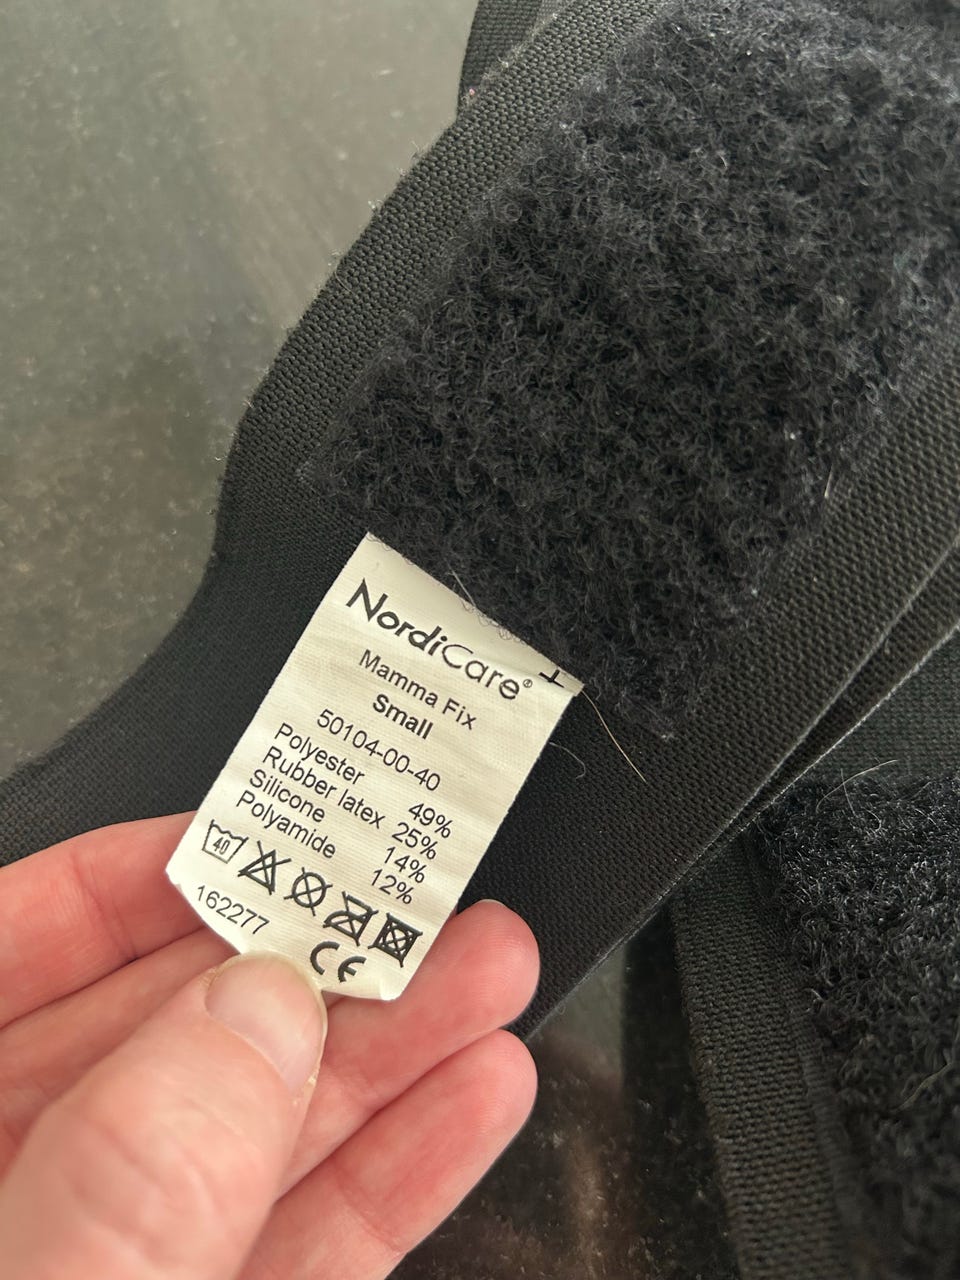 NordiCare®
Mamma Fix
Small
50104-00-40
Polyester 49%
Rubber latex 25%
Silicone 14%
Polyamide 12%
40
162277
CE